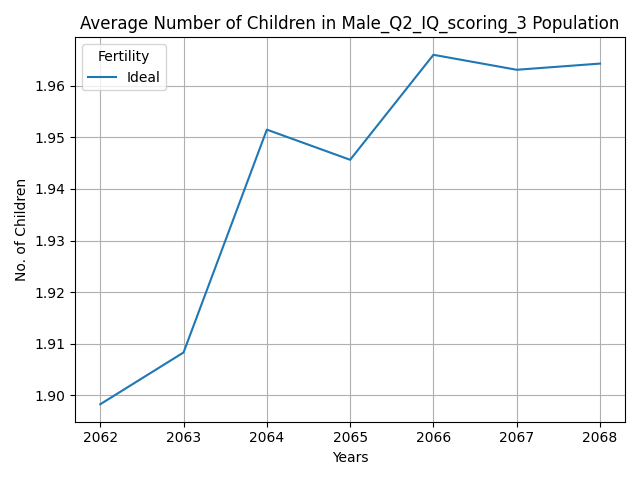 Average Number of Children in Male_Q2_IQ_scoring_3 Population
Fertility
Ideal
No. of Children
1.96
1.95
1.94
1.93
1.92
1.91
1.90
2062 2063 2064 2065 2066 2067 2068
Years